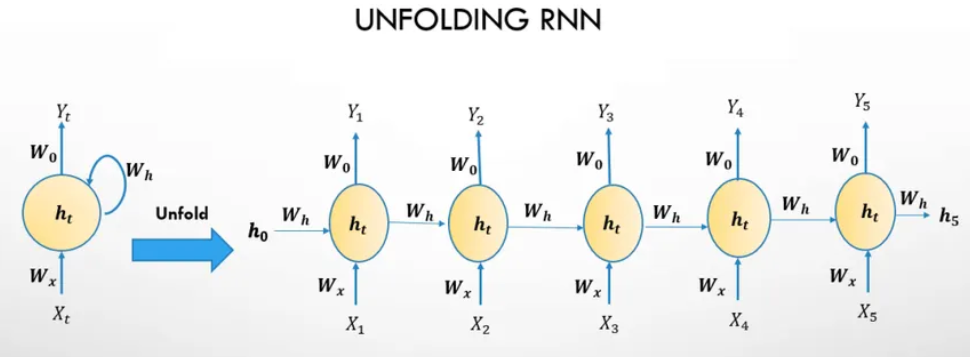 UNFOLDING RNN
Y_t
W_0
W_h
h_t
W_x
X_t
Unfold
h_0
W_h
Y_1
W_0
h_t
W_x
X_1
W_h
Y_2
W_0
h_t
W_x
X_2
W_h
Y_3
W_0
h_t
W_x
X_3
W_h
Y_4
W_0
h_t
W_x
X_4
W_h
Y_5
W_0
h_t
W_x
X_5
W_h
h_5